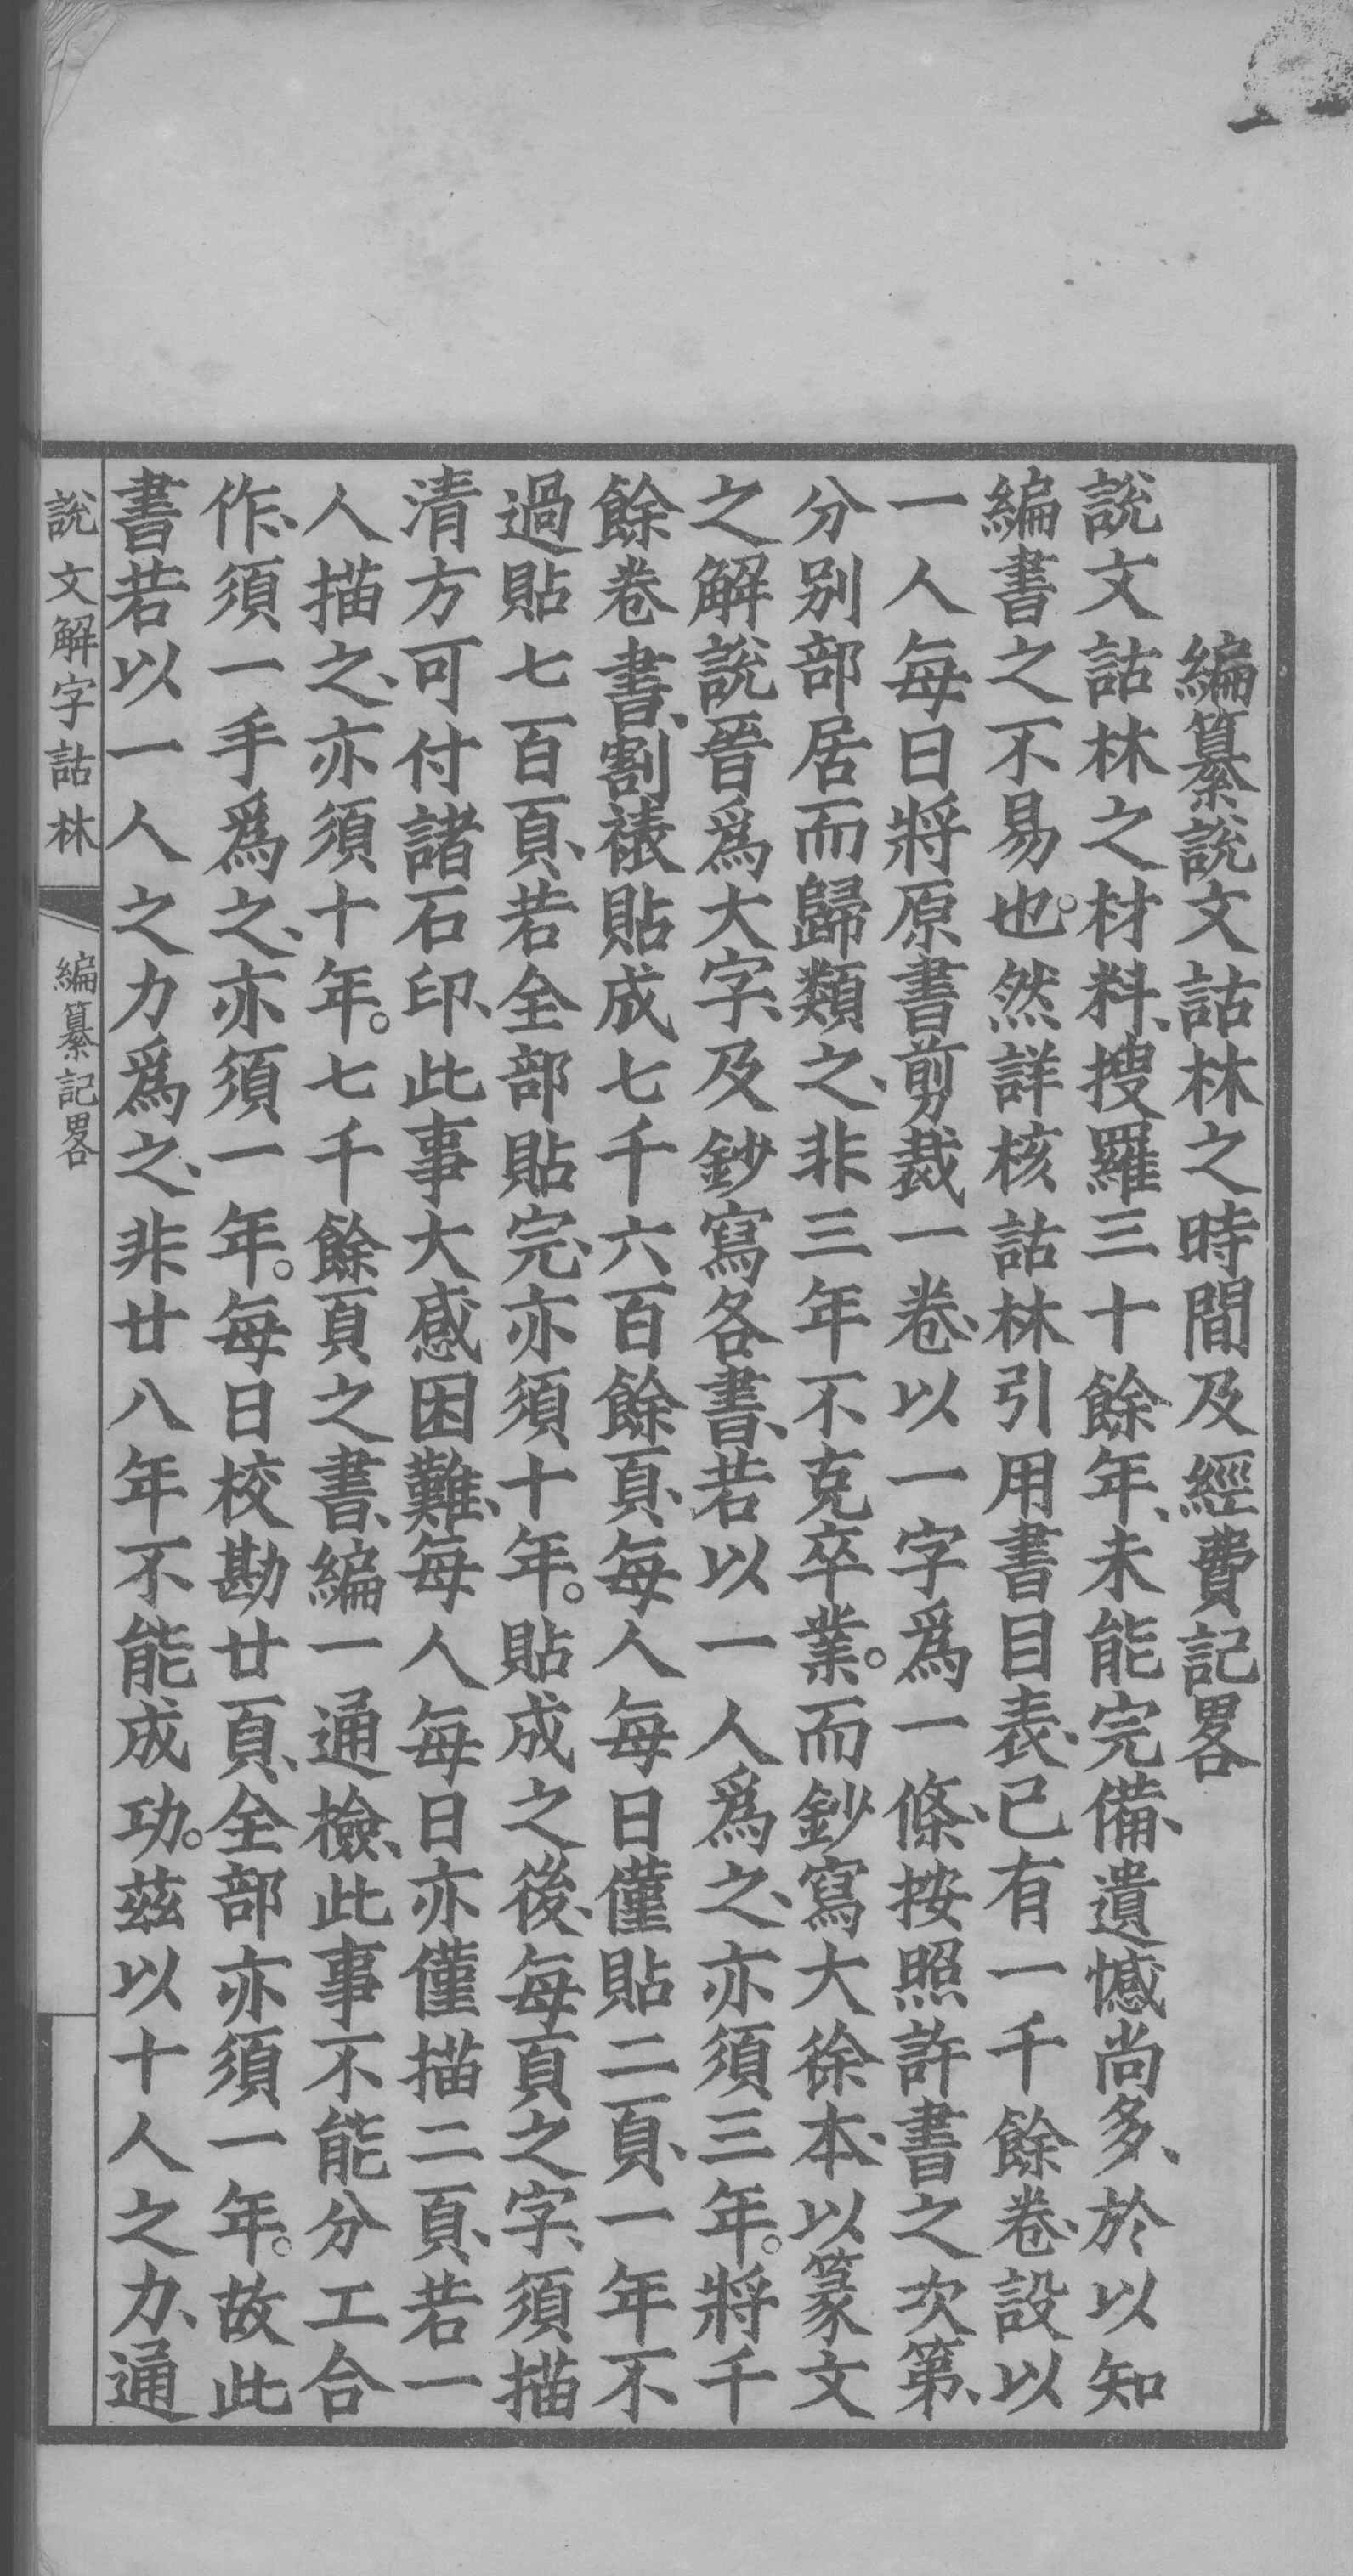 編纂說文詁林之時間及經費記畧
說文詁林之材料、搜羅三十餘年、未能完備、遺憾尚多、於以知
編書之不易也。然詳核詁林引用書目表、已有一千餘卷、設以
一人每日將原書剪裁一卷、以一字爲一條、按照許書之次第、
分别部居而歸類之、非三年不克卒業。而鈔寫大徐本、以篆文
之解說晉爲大字、及鈔寫各書、若以一人爲之、亦須三年。將千
餘卷書、割裱貼成七千六百餘頁、每人每日僅貼二頁、一年不
過貼七百頁、若全部貼完、亦須十年。貼成之後、每頁之字、須描
清方可付諸石印、此事大感困難、每人每日亦僅描二頁、若一
人描之、亦須十年。七千餘頁之書、編一通檢、此事不能分工合
作、須一手爲之、亦須一年。每日校勘廿頁、全部亦須一年。故此
書若以一人之力爲之、非廿八年不能成功。茲以十人之力、通
說文解字詁林
編纂記畧